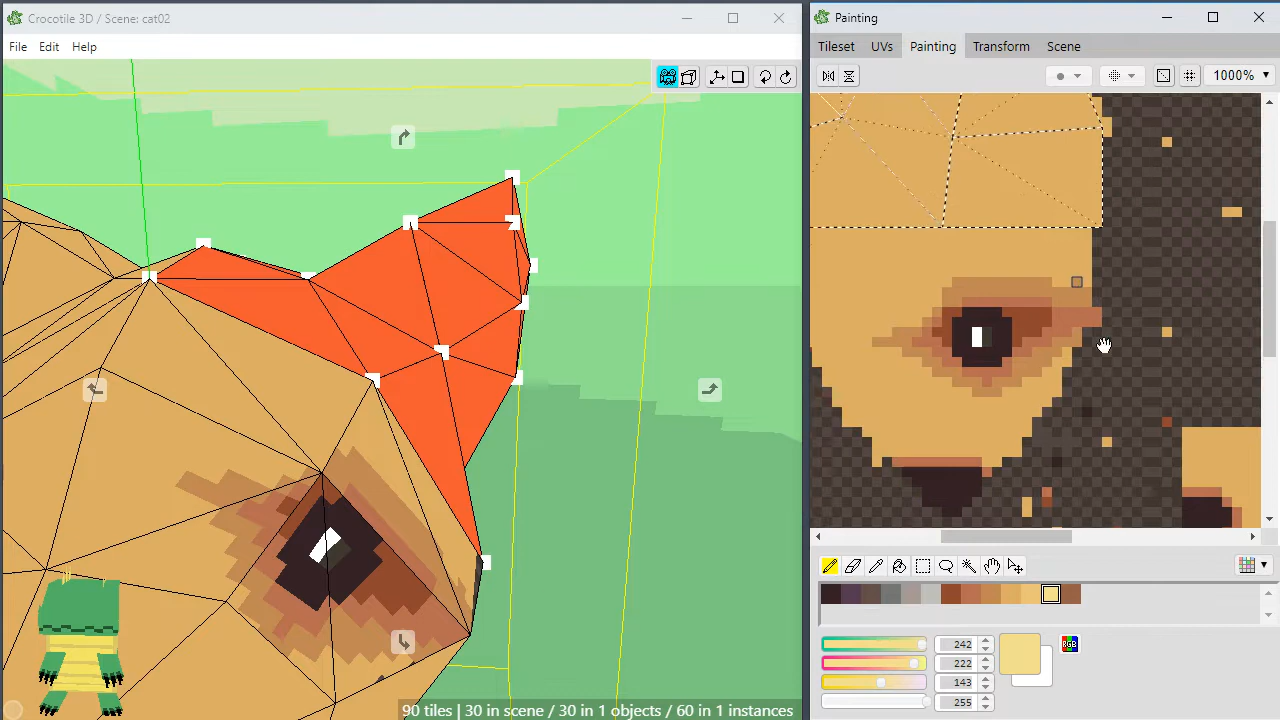 Crocotile 3D / Scene: cat02
File Edit Help
Painting
Tileset UVs Painting Transform Scene
1000%
242
RGB
222
143
255
90 tiles | 30 in scene / 30 in 1 objects / 60 in 1 instances